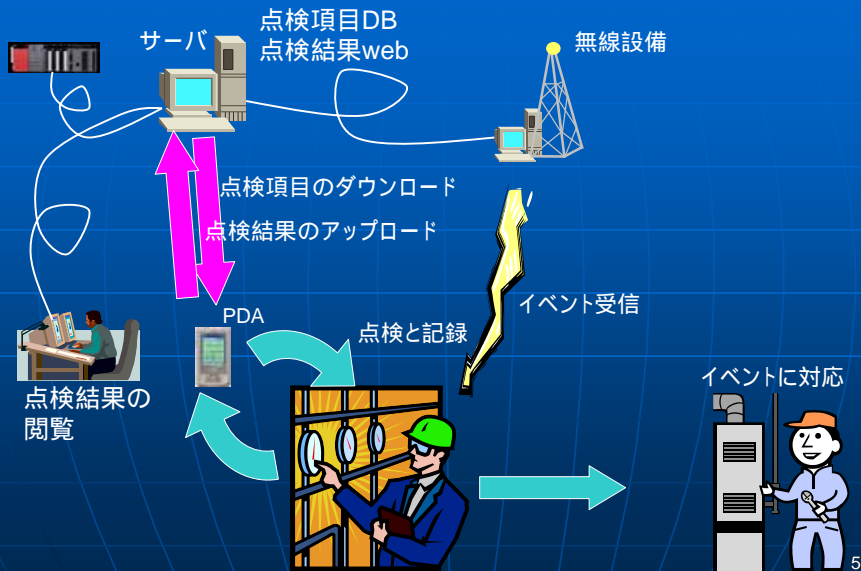 点検項目DB
点検結果web
サーバ
無線設備
点検項目のダウンロード
点検結果のアップロード
イベント受信
PDA
点検と記録
点検結果の
閲覧
イベントに対応
5